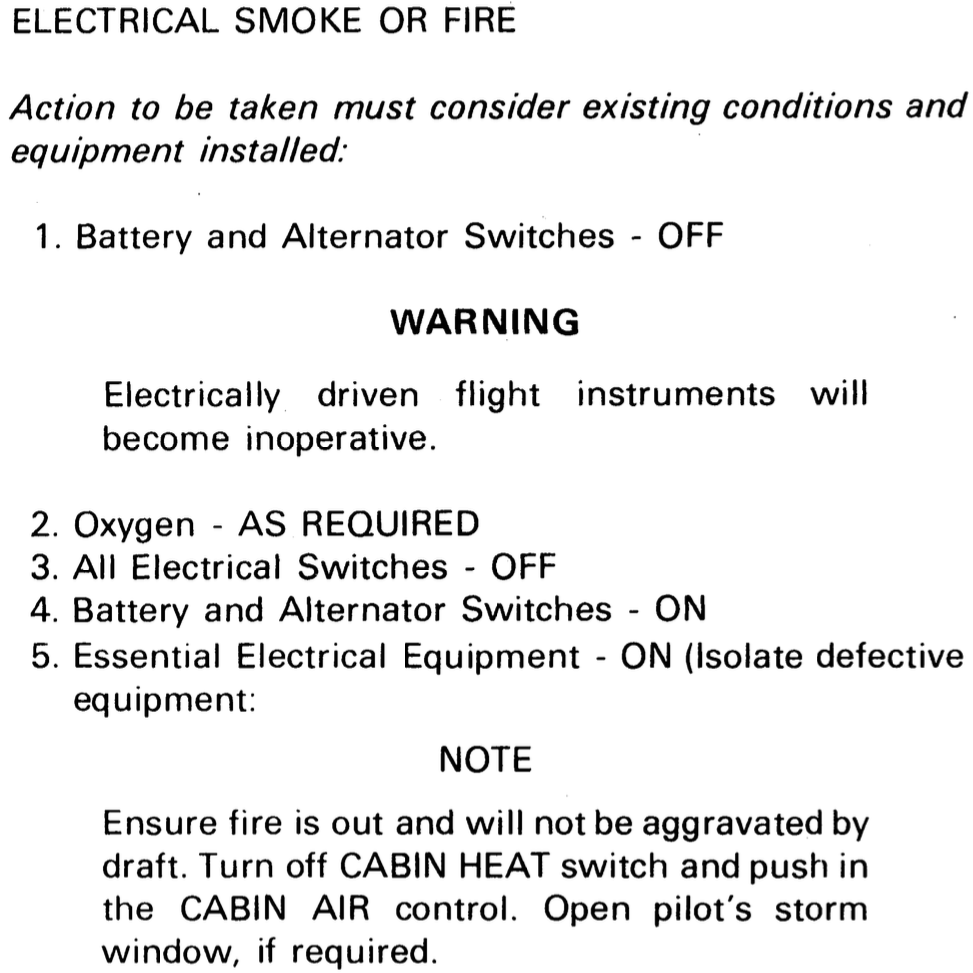 ELECTRICAL SMOKE OR FIRE
Action to be taken must consider existing conditions and
equipment installed:
1. Battery and Alternator Switches - OFF
WARNING
Electrically driven flight instruments will
become inoperative.
2. Oxygen - AS REQUIRED
3. All Electrical Switches - OFF
4. Battery and Alternator Switches - ON
5. Essential Electrical Equipment - ON (Isolate defective
equipment:
NOTE
Ensure fire is out and will not be aggravated by
draft. Turn off CABIN HEAT switch and push in
the CABIN AIR control. Open pilot's storm
window, if required.